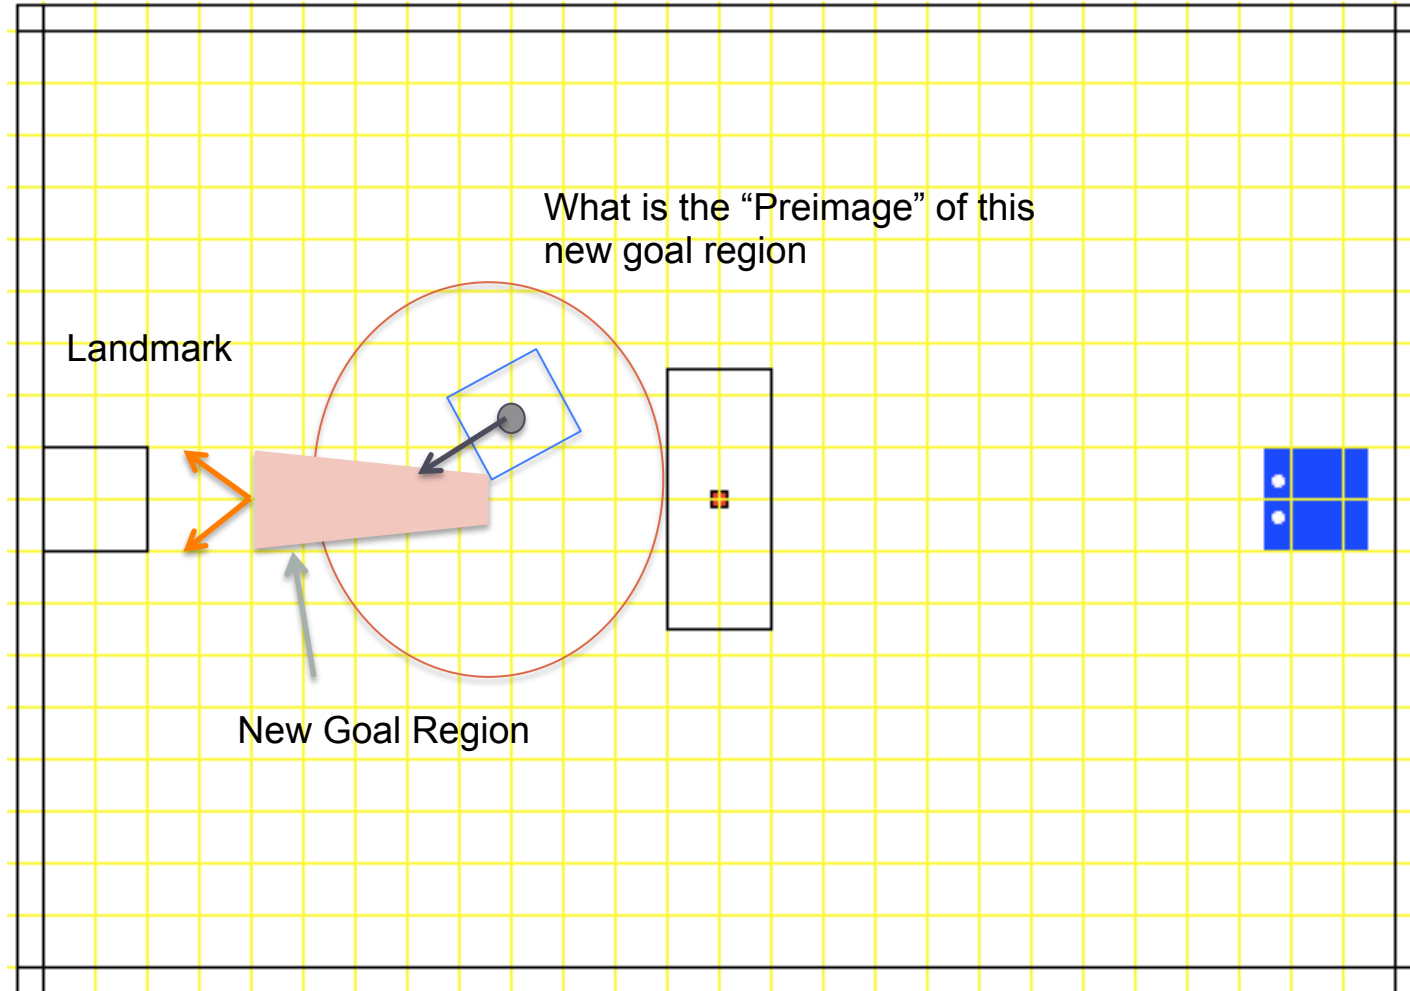 What is the “Preimage” of this
new goal region
Landmark
New Goal Region